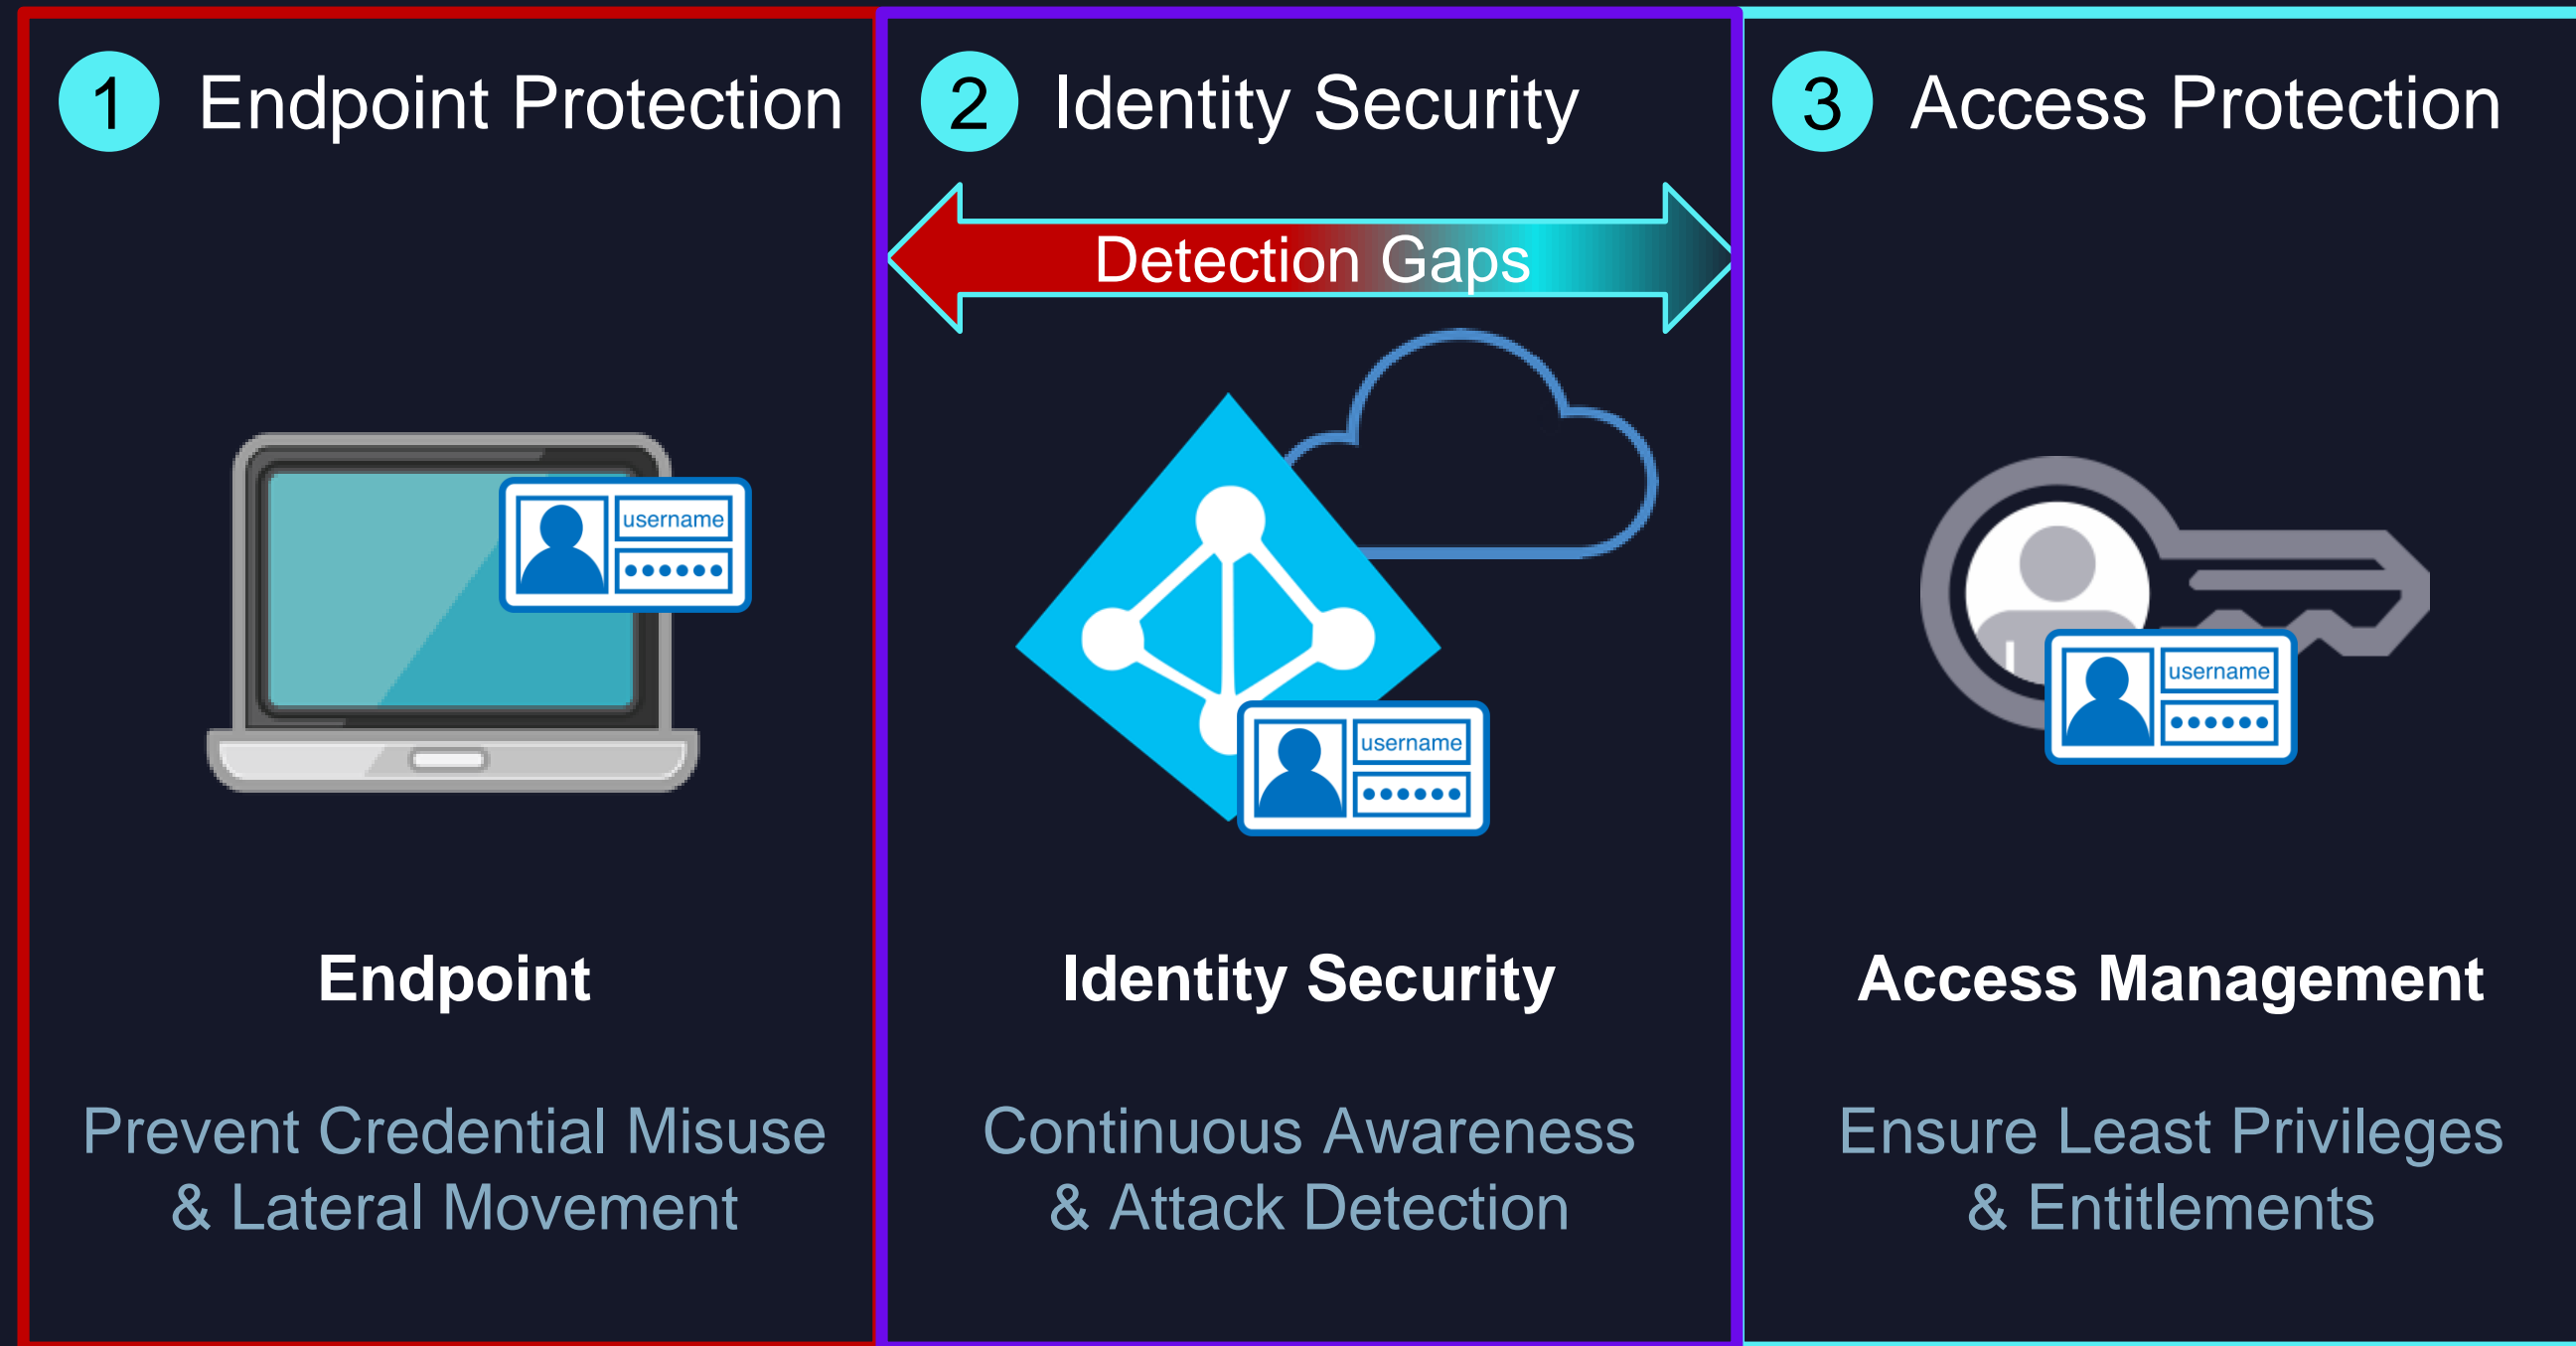 1 Endpoint Protection
username
••••••
Endpoint
Prevent Credential Misuse
& Lateral Movement
2 Identity Security
Detection Gaps
username
••••••
Identity Security
Continuous Awareness
& Attack Detection
3 Access Protection
username
••••••
Access Management
Ensure Least Privileges
& Entitlements